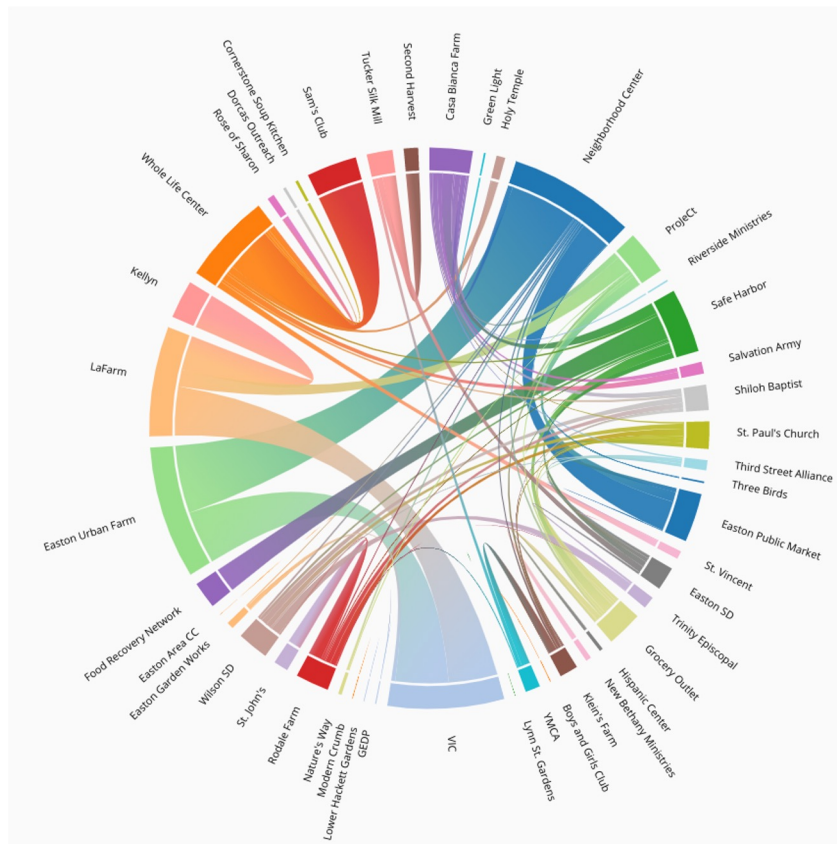 Neighborhood Center
ProjeCt
Riverside Ministries
Safe Harbor
Salvation Army
Shiloh Baptist
St. Paul's Church
Third Street Alliance
Three Birds
Easton Public Market
St. Vincent
Easton SD
Trinity Episcopal
Grocery Outlet
Hispanic Center
New Bethany Ministries
Klein's Farm
Boys and Girls Club
YMCA
Lynn St. Gardens
VIC
GEDP
Lower Hackett Gardens
Modern Crumb
Nature's Way
Rodale Farm
St. John's
Wilson SD
Easton Garden Works
Easton Area CC
Food Recovery Network
Easton Urban Farm
LaFarm
Kellyn
Whole Life Center
Rose of Sharon
Dorcas Outreach
Cornerstone Soup Kitchen
Sam's Club
Tucker Silk Mill
Second Harvest
Casa Bianca Farm
Green Light
Holy Temple